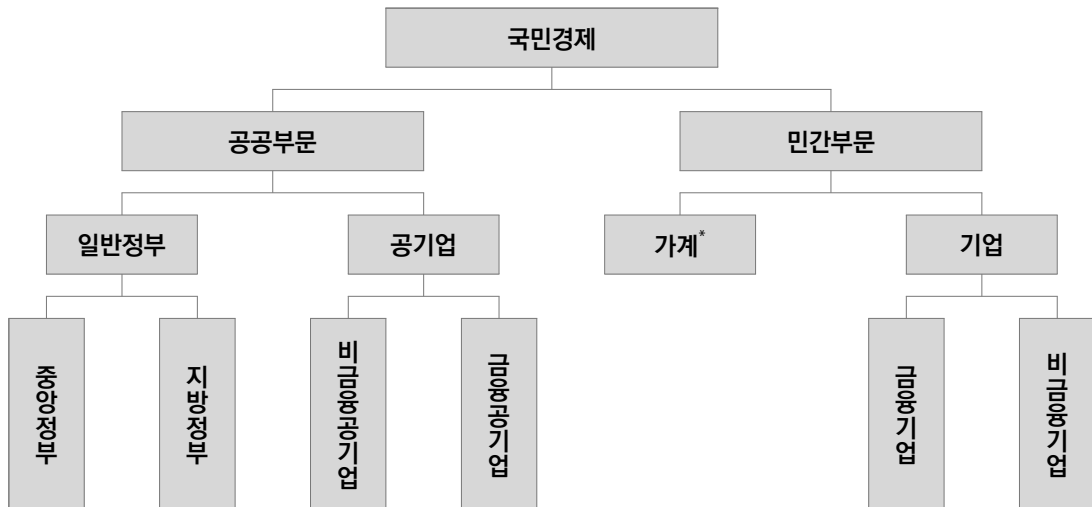 국민경제
공공부문
민간부문
일반정부
공기업
가계*
기업
중앙정부
지방정부
비금융공기업
금융공기업
금융기업
비금융기업